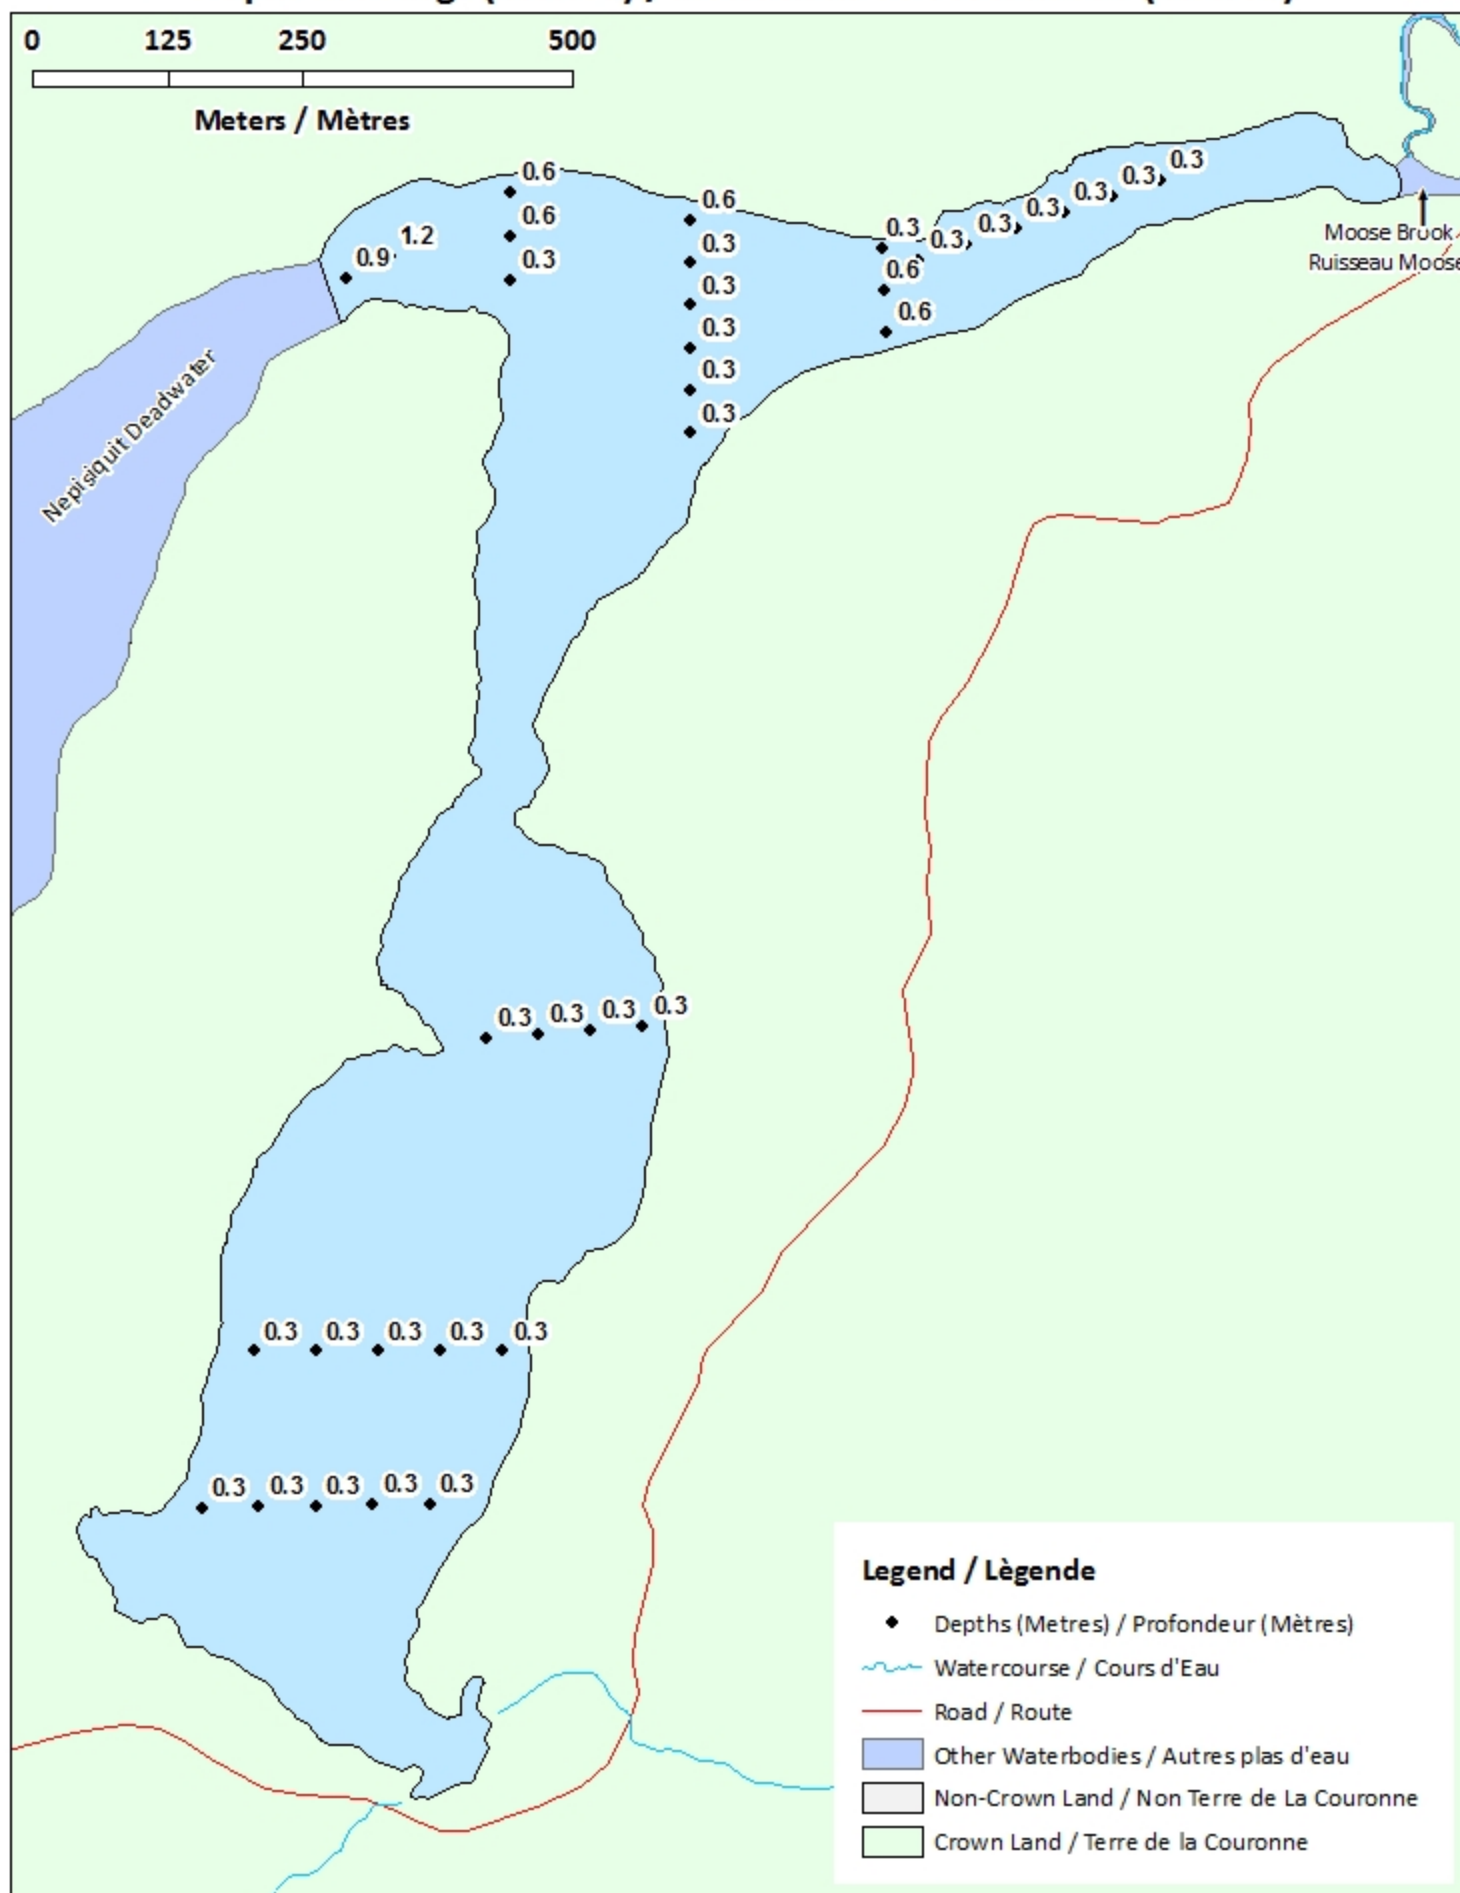 0 125 250 500
Meters / Mètres
0.6
0.6
0.3
1.2
0.9
0.6
0.3
0.3
0.3
0.3
0.3
0.3
0.6
0.6
0.3 0.3 0.3 0.3 0.3 0.3
Moose Brook
Ruisseau Moose
Nepisiquit Deadwater
0.3 0.3 0.3 0.3
0.3 0.3 0.3 0.3 0.3
0.3 0.3 0.3 0.3 0.3
Legend / Lègende
Depths (Metres) / Profondeur (Mètres)
Watercourse / Cours d'Eau
Road / Route
Other Waterbodies / Autres plas d'eau
Non-Crown Land / Non Terre de La Couronne
Crown Land / Terre de la Couronne